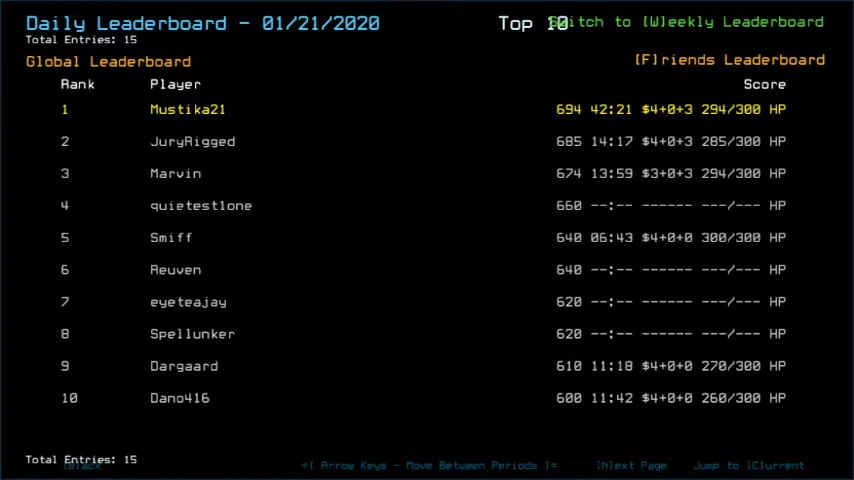 Daily Leaderboard - 01/21/2020 Top 10 Switch to [W]eekly Leaderboard
Total Entries: 15
Global Leaderboard [F]riends Leaderboard
Rank Player Score
1 Mustika21 694 42:21 $4+0+3 294/300 HP
2 JuryRigged 685 14:17 $4+0+3 285/300 HP
3 Marvin 674 13:59 $3+0+3 294/300 HP
4 quietest1one 660 --:-- ------ ---/--- HP
5 Smiff 640 06:43 $4+0+0 300/300 HP
6 Reuven 640 --:-- ------ ---/--- HP
7 eyeteajay 620 --:-- ------ ---/--- HP
8 Spellunker 620 --:-- ------ ---/--- HP
9 Dargaard 610 11:18 $4+0+0 270/300 HP
10 Dano416 600 11:42 $4+0+0 260/300 HP
Total Entries: 15
[B]ack =[ Arrow Keys - Move Between Periods ]= [N]ext Page Jump to [C]urrent